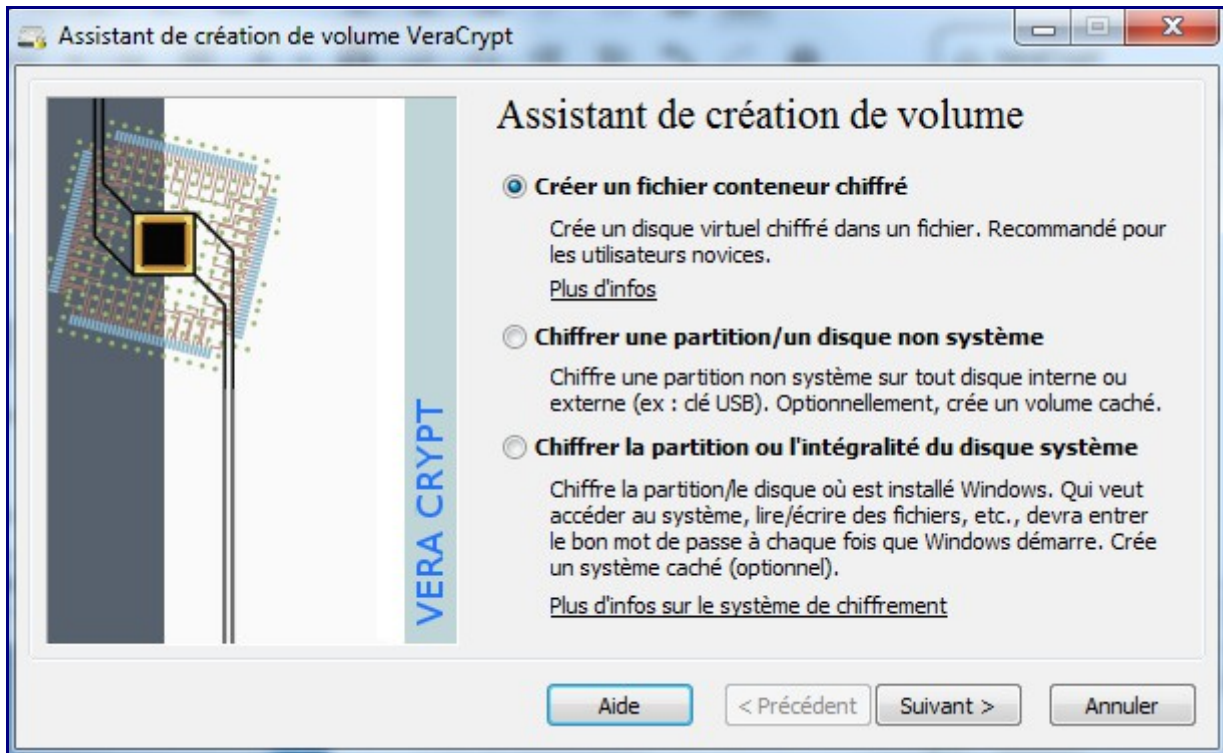 Assistant de création de volume VeraCrypt
Assistant de création de volume
Créer un fichier conteneur chiffré
Crée un disque virtuel chiffré dans un fichier. Recommandé pour
les utilisateurs novices.
Plus d'infos
Chiffrer une partition/un disque non système
Chiffre une partition non système sur tout disque interne ou
externe (ex : clé USB). Optionnellement, crée un volume caché.
Chiffrer la partition ou l'intégralité du disque système
Chiffre la partition/le disque où est installé Windows. Qui veut
accéder au système, lire/écrire des fichiers, etc., devra entrer
le bon mot de passe à chaque fois que Windows démarre. Crée
un système caché (optionnel).
Plus d'infos sur le système de chiffrement
VERA CRYPT
Aide
< Précédent
Suivant >
Annuler